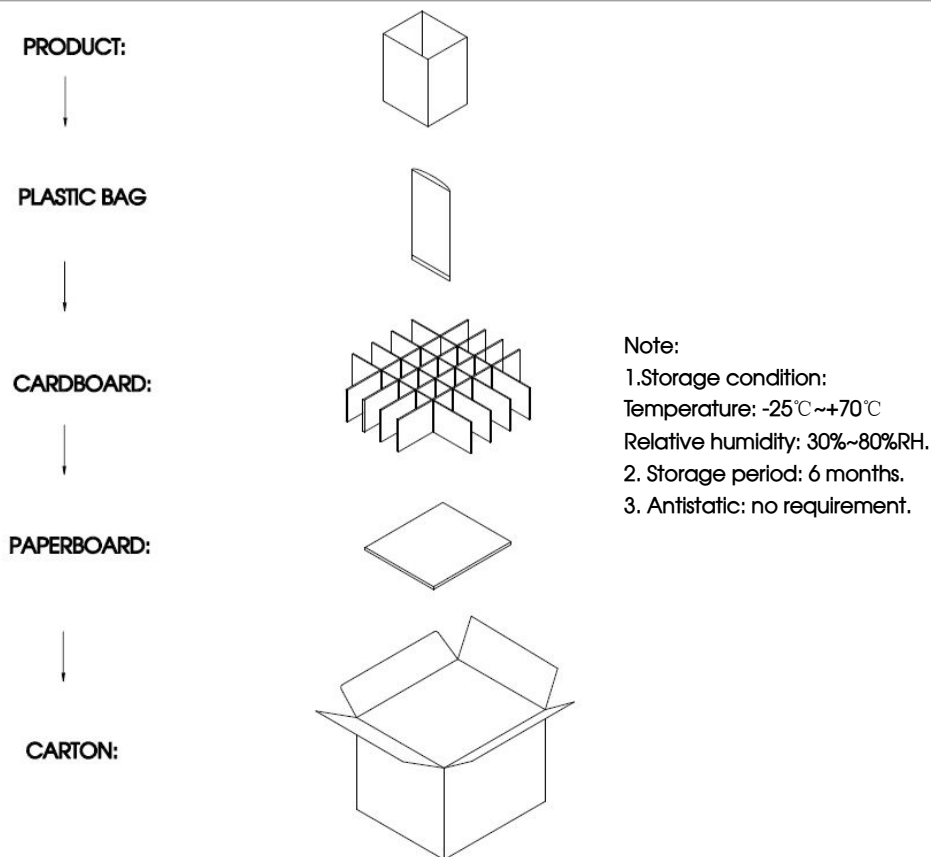 PRODUCT:
PLASTIC BAG
CARDBOARD:
PAPERBOARD:
CARTON:
Note:
1.Storage condition:
Temperature: -25℃~+70℃
Relative humidity: 30%~80%RH.
2. Storage period: 6 months.
3. Antistatic: no requirement.